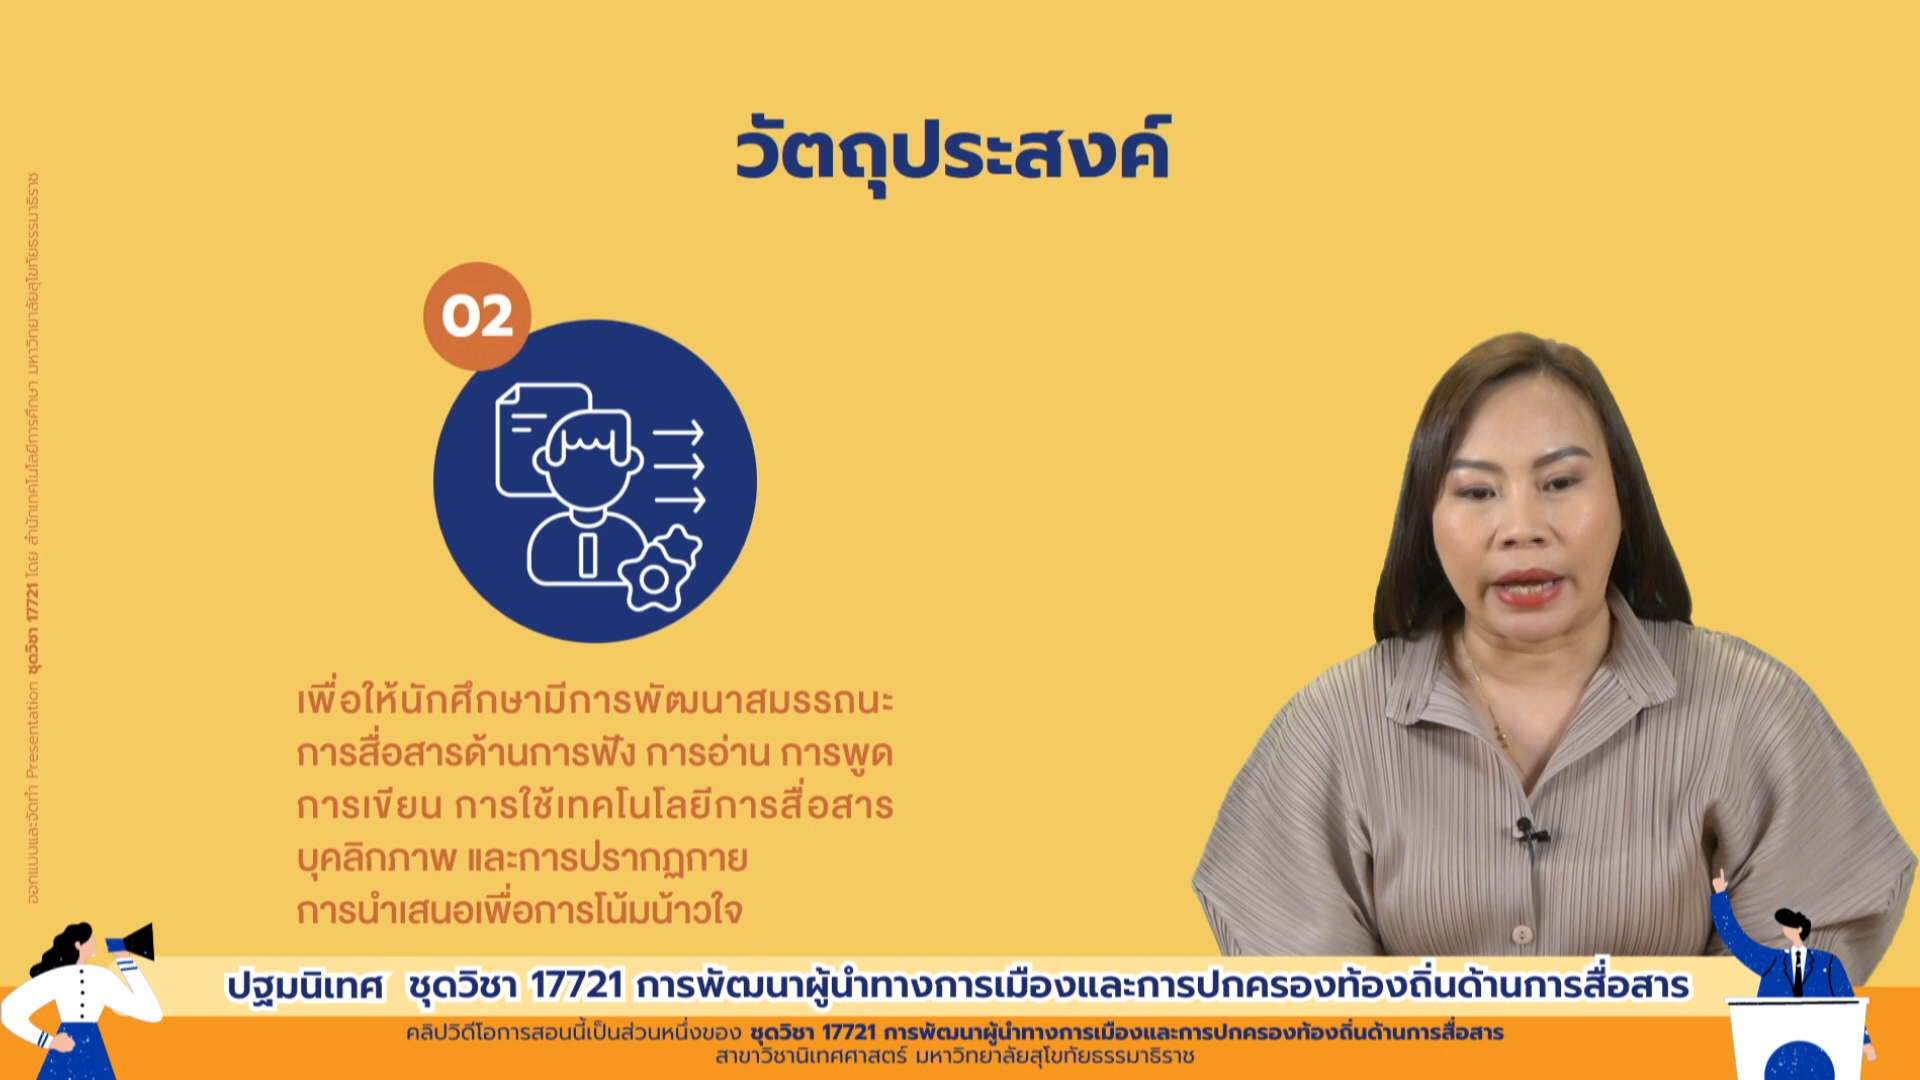 วัตถุประสงค์
02
เพื่อให้นักศึกษามีการพัฒนาสมรรถนะ
การสื่อสารด้านการฟัง การอ่าน การพูด
การเขียน การใช้เทคโนโลยีการสื่อสาร
บุคลิกภาพ และการปรากฏกาย
การนำเสนอเพื่อการโน้มน้าวใจ
ออกแบบและจัดทำ Presentation ชุดวิชา 17721 โดย สำนักเทคโนโลยีการศึกษา มหาวิทยาลัยสุโขทัยธรรมาธิราช
ปฐมนิเทศ ชุดวิชา 17721 การพัฒนาผู้นำทางการเมืองและการปกครองท้องถิ่นด้านการสื่อสาร
คลิปวิดีโอการสอนนี้เป็นส่วนหนึ่งของ ชุดวิชา 17721 การพัฒนาผู้นำทางการเมืองและการปกครองท้องถิ่นด้านการสื่อสาร
สาขาวิชานิเทศศาสตร์ มหาวิทยาลัยสุโขทัยธรรมาธิราช